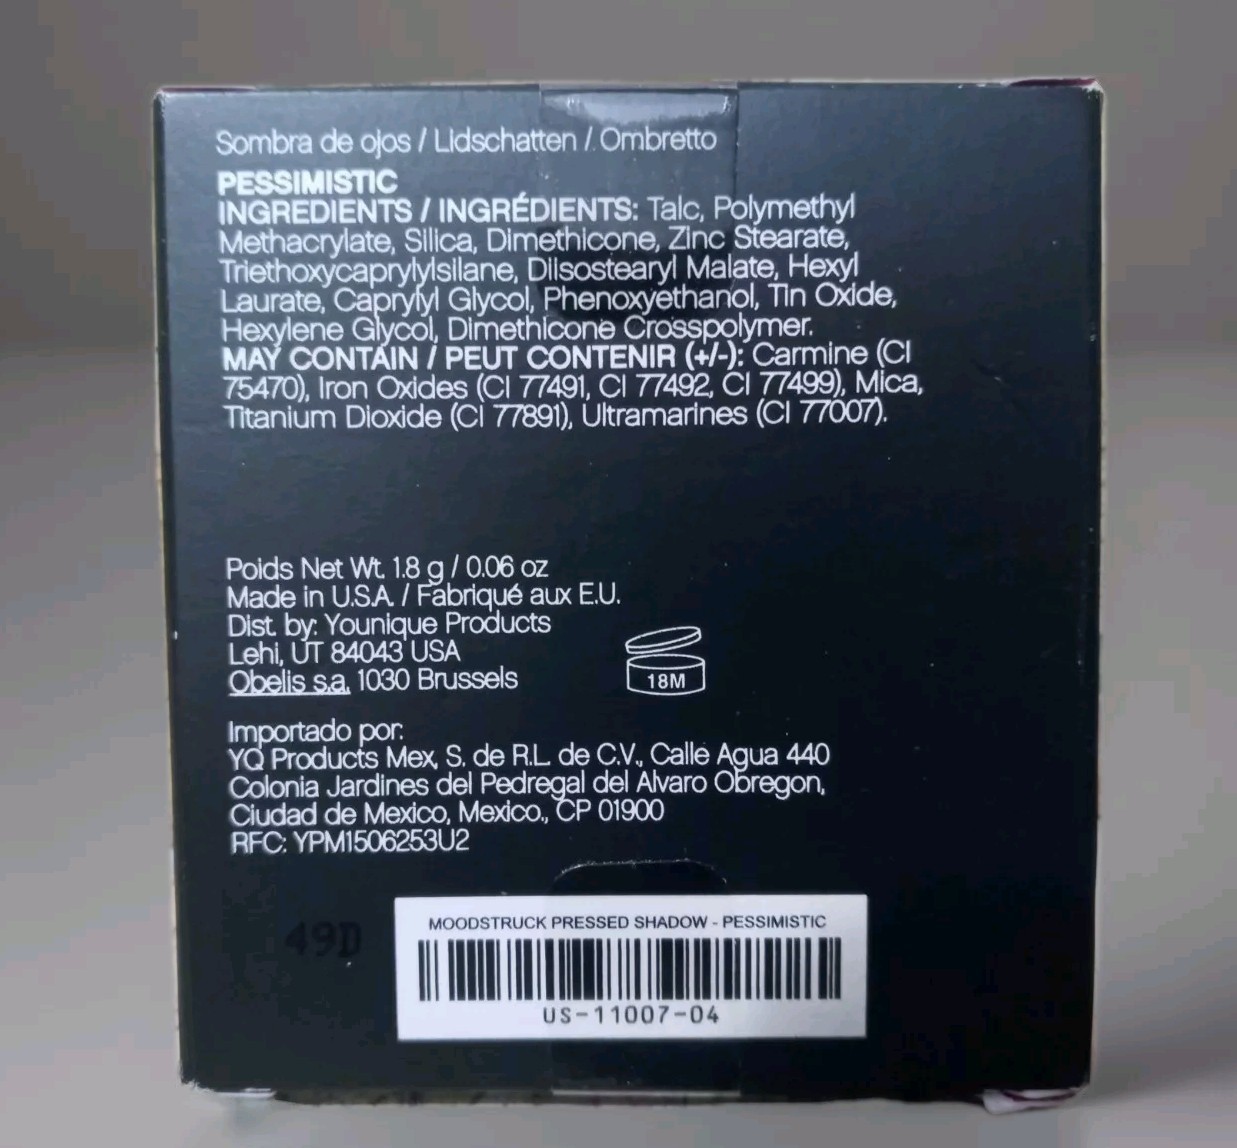 Sombra de ojos / Lidschatten / Ombretto
PESSIMISTIC
INGREDIENTS / INGRÉDIENTS: Talc, Polymethyl
Methacrylate, Silica, Dimethicone, Zinc Stearate,
Triethoxycaprylylsilane, Diisostearyl Malate, Hexyl
Laurate, Caprylyl Glycol, Phenoxyethanol, Tin Oxide,
Hexylene Glycol, Dimethicone Crosspolymer.
MAY CONTAIN / PEUT CONTENIR (+/-): Carmine (CI
75470), Iron Oxides (CI 77491, CI 77492, CI 77499), Mica,
Titanium Dioxide (CI 77891), Ultramarines (CI 77007).
Poids Net Wt. 1.8 g / 0.06 oz
Made in U.S.A. / Fabriqué aux E.U.
Dist. by: Younique Products
Lehi, UT 84043 USA
Obelis s.a. 1030 Brussels
18M
Importado por:
YQ Products Mex, S. de R.L. de C.V., Calle Agua 440
Colonia Jardines del Pedregal del Alvaro Obregon,
Ciudad de Mexico, Mexico., CP 01900
RFC: YPM1506253U2
49D
MOODSTRUCK PRESSED SHADOW - PESSIMISTIC
US-11007-04